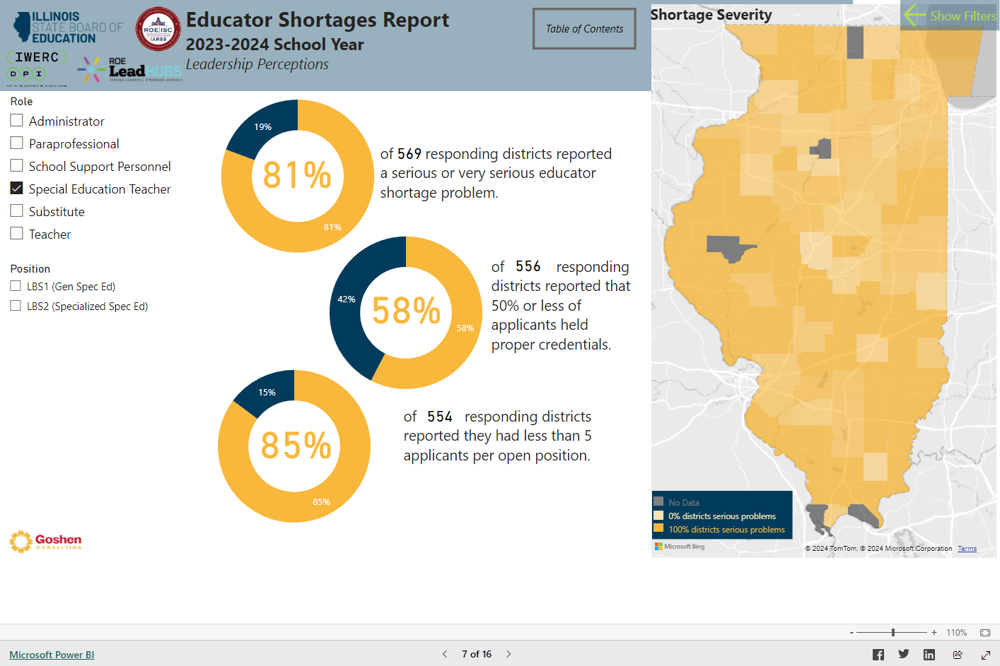 ILLINOIS
STATE BOARD OF
EDUCATION
ROE/ISC
IARSS
IWERC
DPI
ROE
LeadHUBS
STRONG LEADERS | STRONGER SCHOOLS
Educator Shortages Report
2023-2024 School Year
Leadership Perceptions
Table of Contents
Shortage Severity
Show Filters
Role
Administrator
Paraprofessional
School Support Personnel
Special Education Teacher
Substitute
Teacher
Position
LBS1 (Gen Spec Ed)
LBS2 (Specialized Spec Ed)
19%
81%
81%
of 569 responding districts reported
a serious or very serious educator
shortage problem.
42%
58%
58%
of 556 responding
districts reported that
50% or less of
applicants held
proper credentials.
15%
85%
85%
of 554 responding districts
reported they had less than 5
applicants per open position.
No Data
0% districts serious problems
100% districts serious problems
Microsoft Bing
© 2024 TomTom, © 2024 Microsoft Corporation Terms
Goshen
CONSULTING
- + 110%
Microsoft Power BI
7 of 16